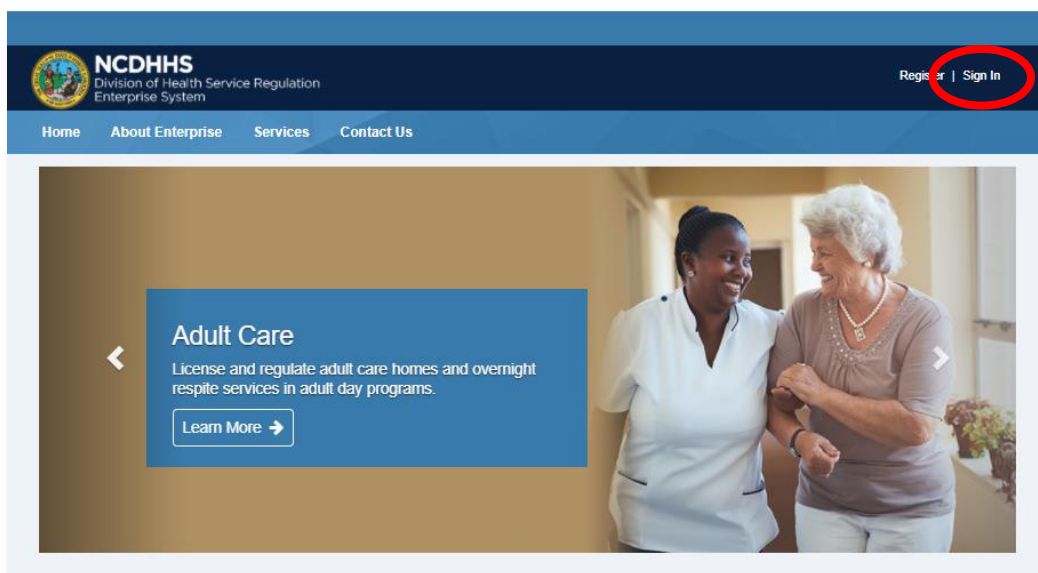 NCDHHS
Division of Health Service Regulation
Enterprise System
Register | Sign In
Home About Enterprise Services Contact Us
Adult Care
License and regulate adult care homes and overnight
respite services in adult day programs.
Learn More